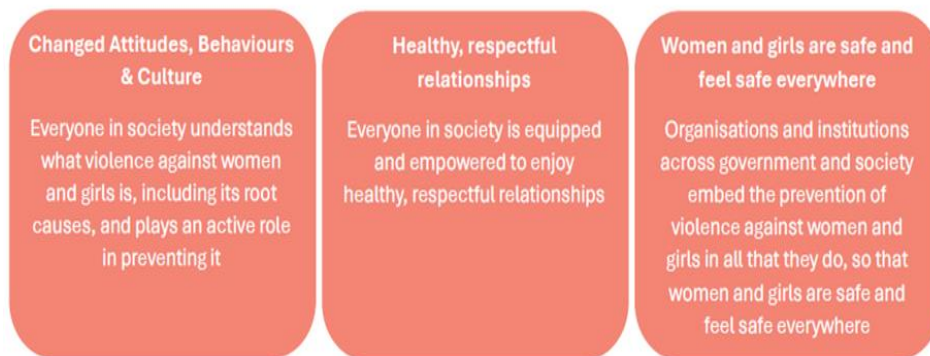 Changed Attitudes, Behaviours
& Culture
Everyone in society understands
what violence against women
and girls is, including its root
causes, and plays an active role
in preventing it
Healthy, respectful
relationships
Everyone in society is equipped
and empowered to enjoy
healthy, respectful relationships
Women and girls are safe and
feel safe everywhere
Organisations and institutions
across government and society
embed the prevention of
violence against women and
girls in all that they do, so that
women and girls are safe and
feel safe everywhere